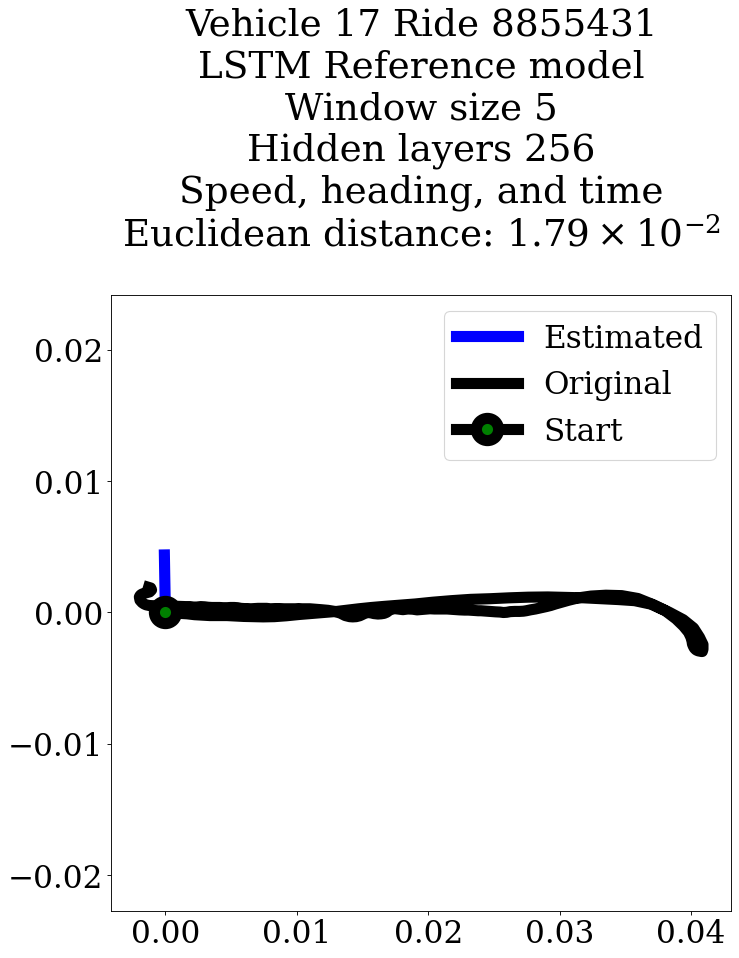 Vehicle 17 Ride 8855431
LSTM Reference model
Window size 5
Hidden layers 256
Speed, heading, and time
Euclidean distance: 1.79 × 10⁻²
Estimated
Original
Start
0.02
0.01
0.00
−0.01
−0.02
0.00 0.01 0.02 0.03 0.04